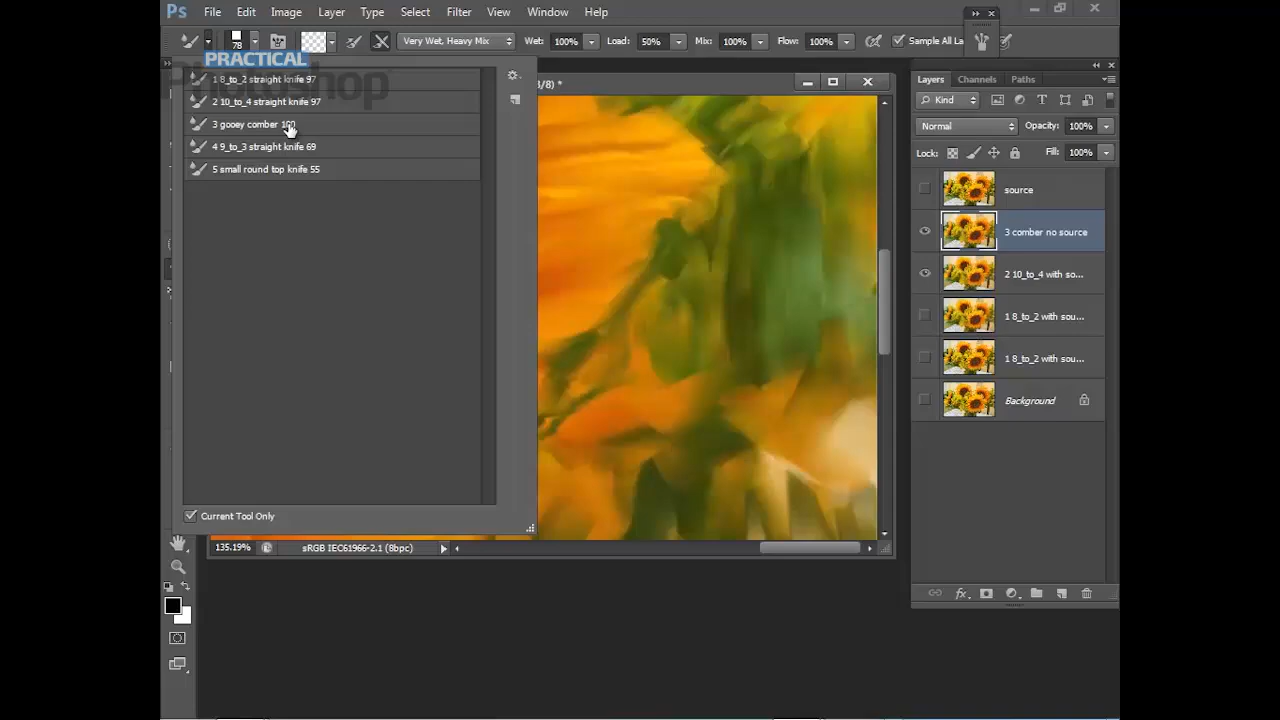 Ps File Edit Image Layer Type Select Filter View Window Help
78 Very Wet, Heavy Mix Wet: 100% Load: 50% Mix: 100% Flow: 100% Sample All La
PRACTICAL
Photoshop
1 8_to_2 straight knife 97
2 10_to_4 straight knife 97
3 gooey comber 100
4 9_to_3 straight knife 69
5 small round top knife 55
Current Tool Only
3/8) *
135.19% sRGB IEC61966-2.1 (8bpc)
Layers Channels Paths
Kind
Normal Opacity: 100%
Lock: Fill: 100%
source
3 comber no source
2 10_to_4 with so...
1 8_to_2 with sou...
1 8_to_2 with sou...
Background
fx